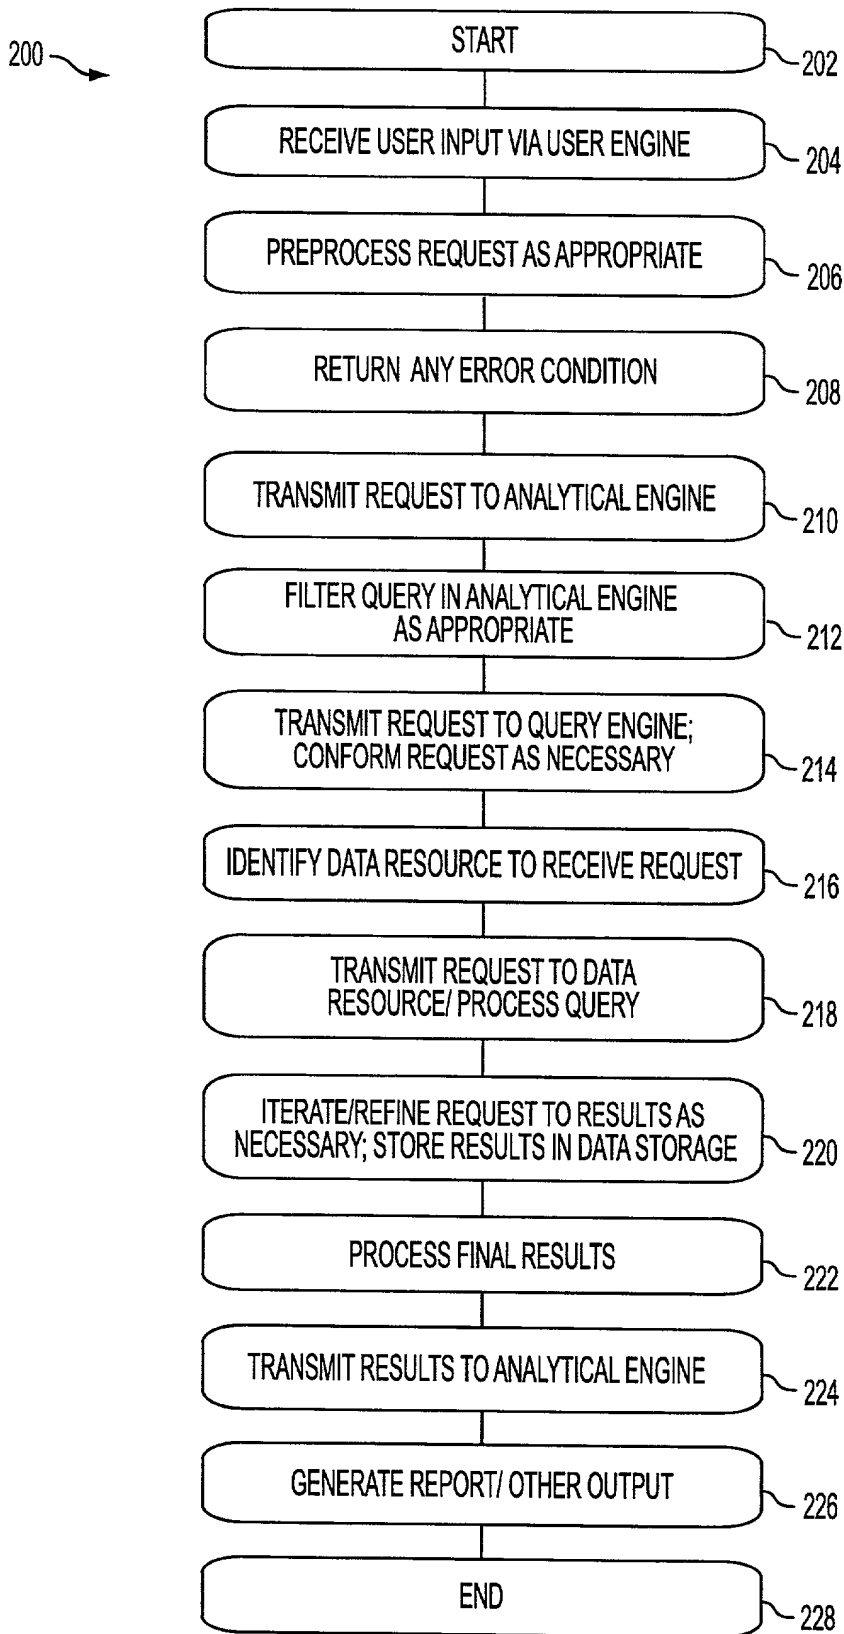 200
START
202
RECEIVE USER INPUT VIA USER ENGINE
204
PREPROCESS REQUEST AS APPROPRIATE
206
RETURN ANY ERROR CONDITION
208
TRANSMIT REQUEST TO ANALYTICAL ENGINE
210
FILTER QUERY IN ANALYTICAL ENGINE
AS APPROPRIATE
212
TRANSMIT REQUEST TO QUERY ENGINE;
CONFORM REQUEST AS NECESSARY
214
IDENTIFY DATA RESOURCE TO RECEIVE REQUEST
216
TRANSMIT REQUEST TO DATA
RESOURCE/ PROCESS QUERY
218
ITERATE/REFINE REQUEST TO RESULTS AS
NECESSARY; STORE RESULTS IN DATA STORAGE
220
PROCESS FINAL RESULTS
222
TRANSMIT RESULTS TO ANALYTICAL ENGINE
224
GENERATE REPORT/ OTHER OUTPUT
226
END
228